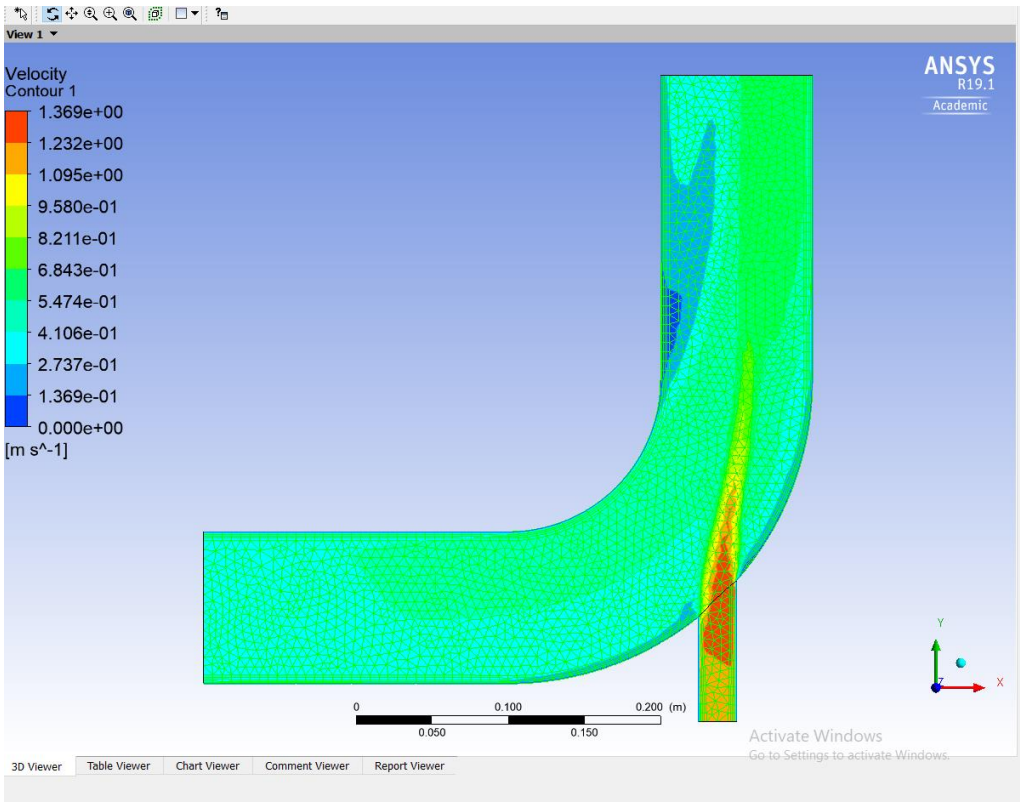 View 1
ANSYS
R19.1
Academic
Velocity
Contour 1
1.369e+00
1.232e+00
1.095e+00
9.580e-01
8.211e-01
6.843e-01
5.474e-01
4.106e-01
2.737e-01
1.369e-01
0.000e+00
[m s^-1]
Y
X
Z
0 0.100 0.200 (m)
0.050 0.150
Activate Windows
Go to Settings to activate Windows.
3D Viewer Table Viewer Chart Viewer Comment Viewer Report Viewer